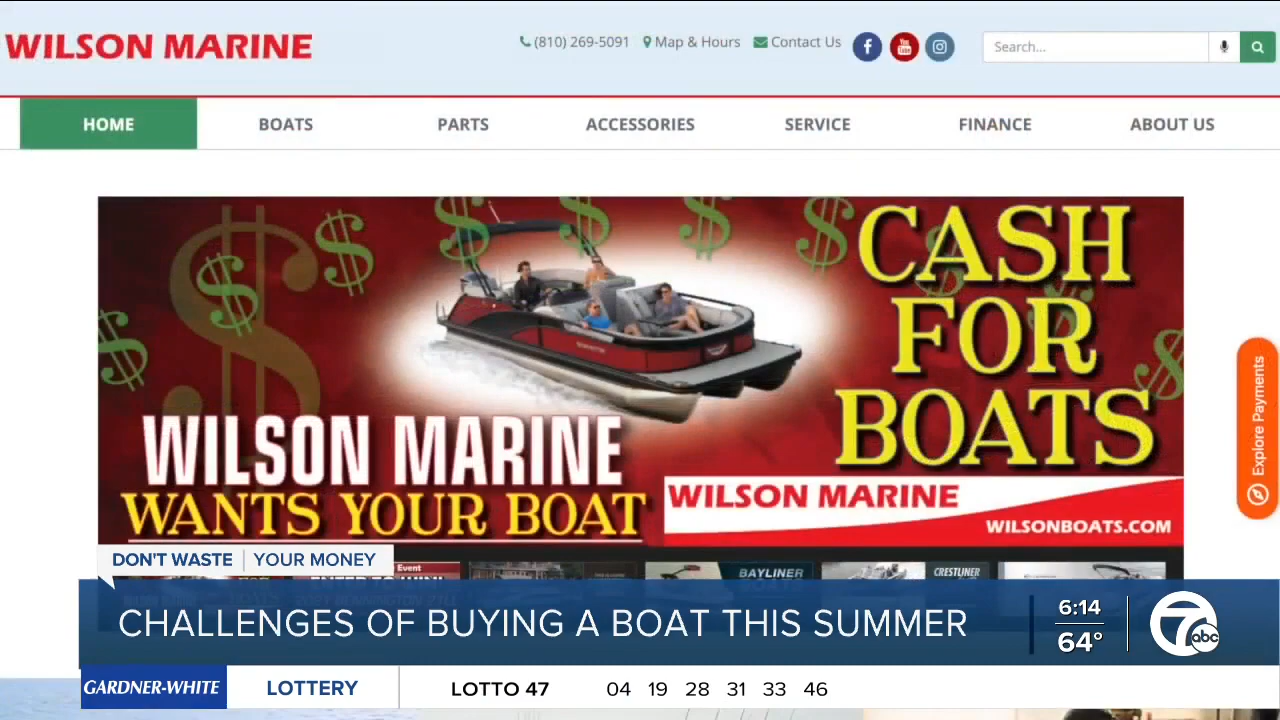 WILSON MARINE
(810) 269-5091 Map & Hours Contact Us
Search...
HOME BOATS PARTS ACCESSORIES SERVICE FINANCE ABOUT US
CASH
FOR
BOATS
WILSON MARINE
WANTS YOUR BOAT
WILSON MARINE
WILSONBOATS.COM
Explore Payments
DON'T WASTE YOUR MONEY
Event
BAYLINER
CRESTLINER
CHALLENGES OF BUYING A BOAT THIS SUMMER
6:14
64°
7 abc
GARDNER-WHITE LOTTERY LOTTO 47 04 19 28 31 33 46